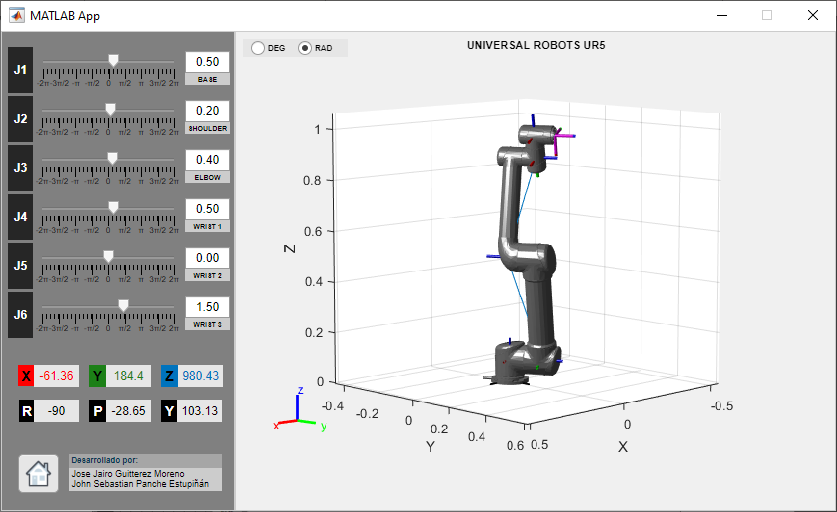 MATLAB App
DEG RAD
UNIVERSAL ROBOTS UR5
J1 0.50
-2π -3π/2 -π -π/2 0 π/2 π 3π/2 2π
BASE
J2 0.20
-2π -3π/2 -π -π/2 0 π/2 π 3π/2 2π
SHOULDER
J3 0.40
-2π -3π/2 -π -π/2 0 π/2 π 3π/2 2π
ELBOW
J4 0.50
-2π -3π/2 -π -π/2 0 π/2 π 3π/2 2π
WRIST 1
J5 0.00
-2π -3π/2 -π -π/2 0 π/2 π 3π/2 2π
WRIST 2
J6 1.50
-2π -3π/2 -π -π/2 0 π/2 π 3π/2 2π
WRIST 3
X -61.36 Y 184.4 Z 980.43
R -90 P -28.65 Y 103.13
Desarrollado por:
Jose Jairo Guitterez Moreno
John Sebastian Panche Estupiñán
1
0.8
0.6
0.4
0.2
0
Z
-0.4 -0.2 0 0.2 0.4 0.6
Y
0.5 0 -0.5
X
z
x
y